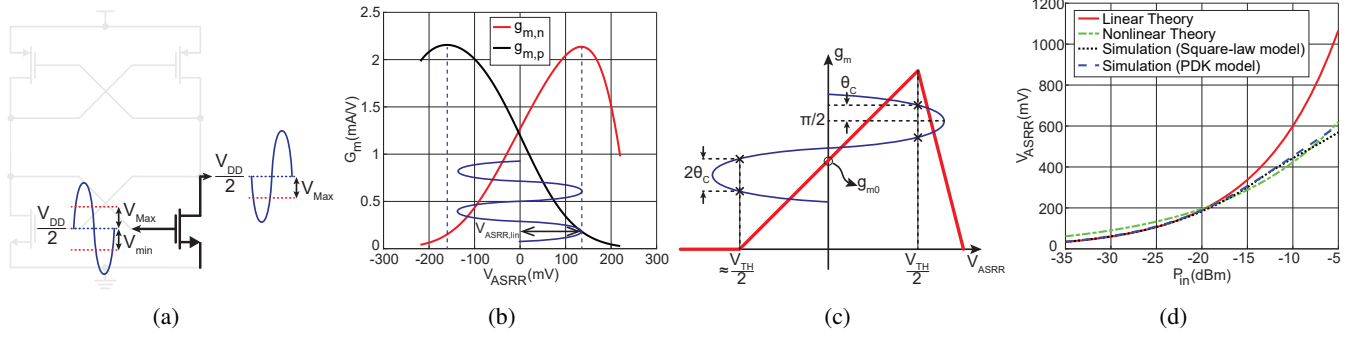 V_DD/2
V_Max
V_DD/2
V_Max
V_min
(a)
G_m(mA/V)
2.5
2
1.5
1
0.5
0
g_m,n
g_m,p
V_ASRR,lin
-300 -200 -100 0 100 200 300
V_ASRR(mV)
(b)
g_m
θ_C
π/2
2θ_C
g_m0
≈ V_TH/2
V_TH/2
V_ASRR
(c)
V_ASRR(mV)
1200
1000
800
600
400
200
0
Linear Theory
Nonlinear Theory
Simulation (Square-law model)
Simulation (PDK model)
-35 -30 -25 -20 -15 -10 -5
P_in(dBm)
(d)